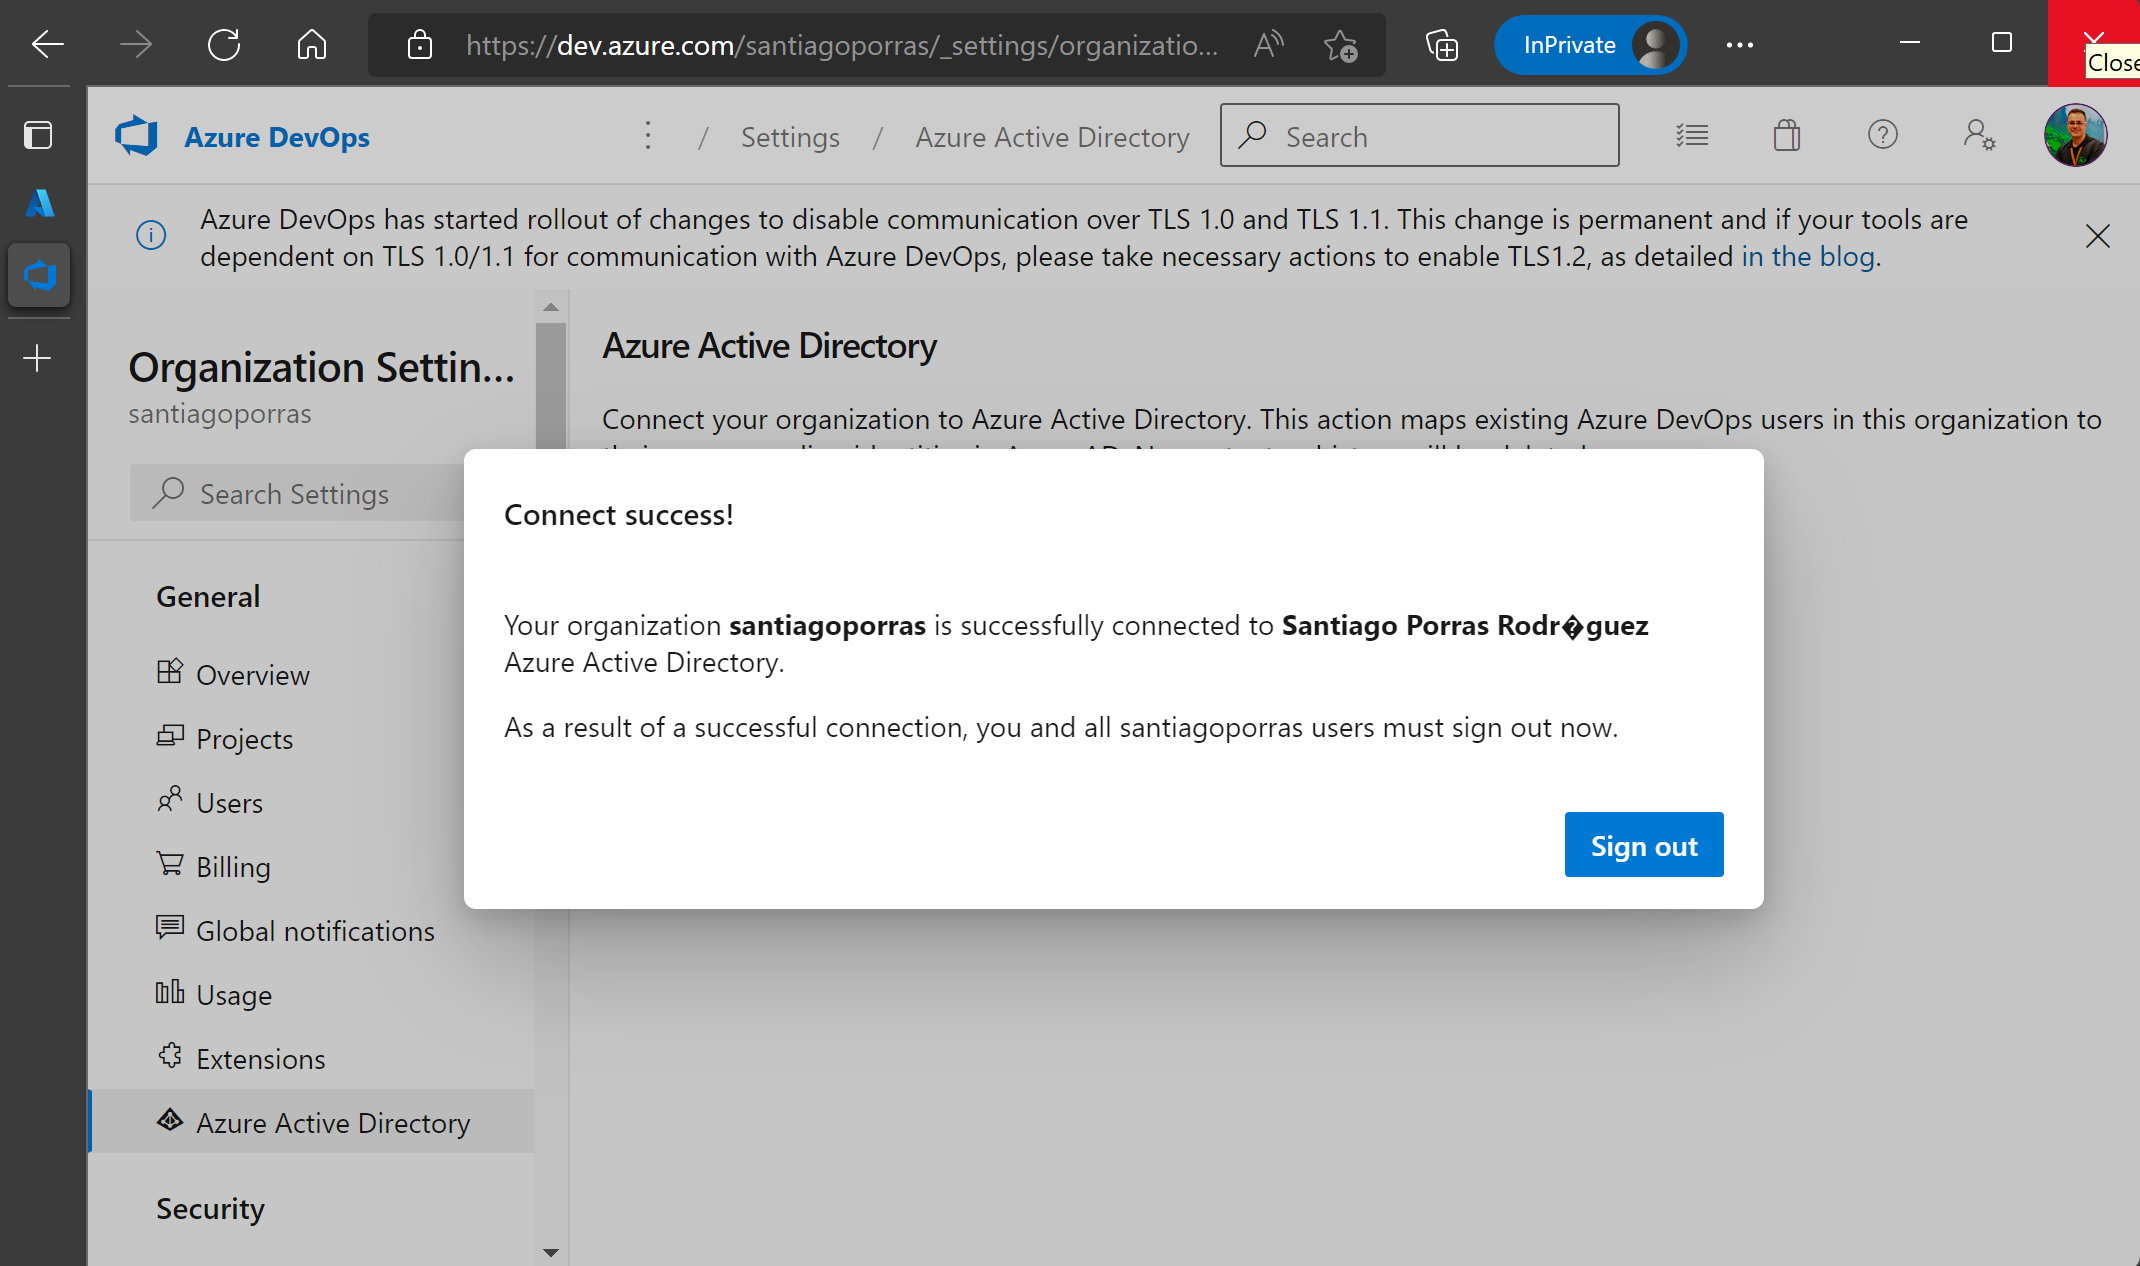 https://dev.azure.com/santiagoporras/_settings/organizatio...
InPrivate
Close
Azure DevOps
/ Settings / Azure Active Directory
Search
Azure DevOps has started rollout of changes to disable communication over TLS 1.0 and TLS 1.1. This change is permanent and if your tools are
dependent on TLS 1.0/1.1 for communication with Azure DevOps, please take necessary actions to enable TLS1.2, as detailed in the blog.
Organization Settin...
santiagoporras
Search Settings
General
Overview
Projects
Users
Billing
Global notifications
Usage
Extensions
Azure Active Directory
Security
Azure Active Directory
Connect your organization to Azure Active Directory. This action maps existing Azure DevOps users in this organization to
Connect success!
Your organization santiagoporras is successfully connected to Santiago Porras Rodr�guez
Azure Active Directory.
As a result of a successful connection, you and all santiagoporras users must sign out now.
Sign out